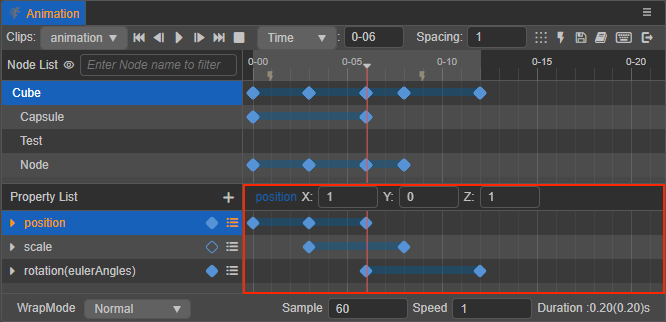 Animation
Clips: animation Time : 0-06 Spacing: 1
Node List Enter Node name to filter 0-00 0-05 0-10 0-15 0-20
Cube
Capsule
Test
Node
Property List position X: 1 Y: 0 Z: 1
position
scale
rotation(eulerAngles)
WrapMode Normal Sample 60 Speed 1 Duration :0.20(0.20)s